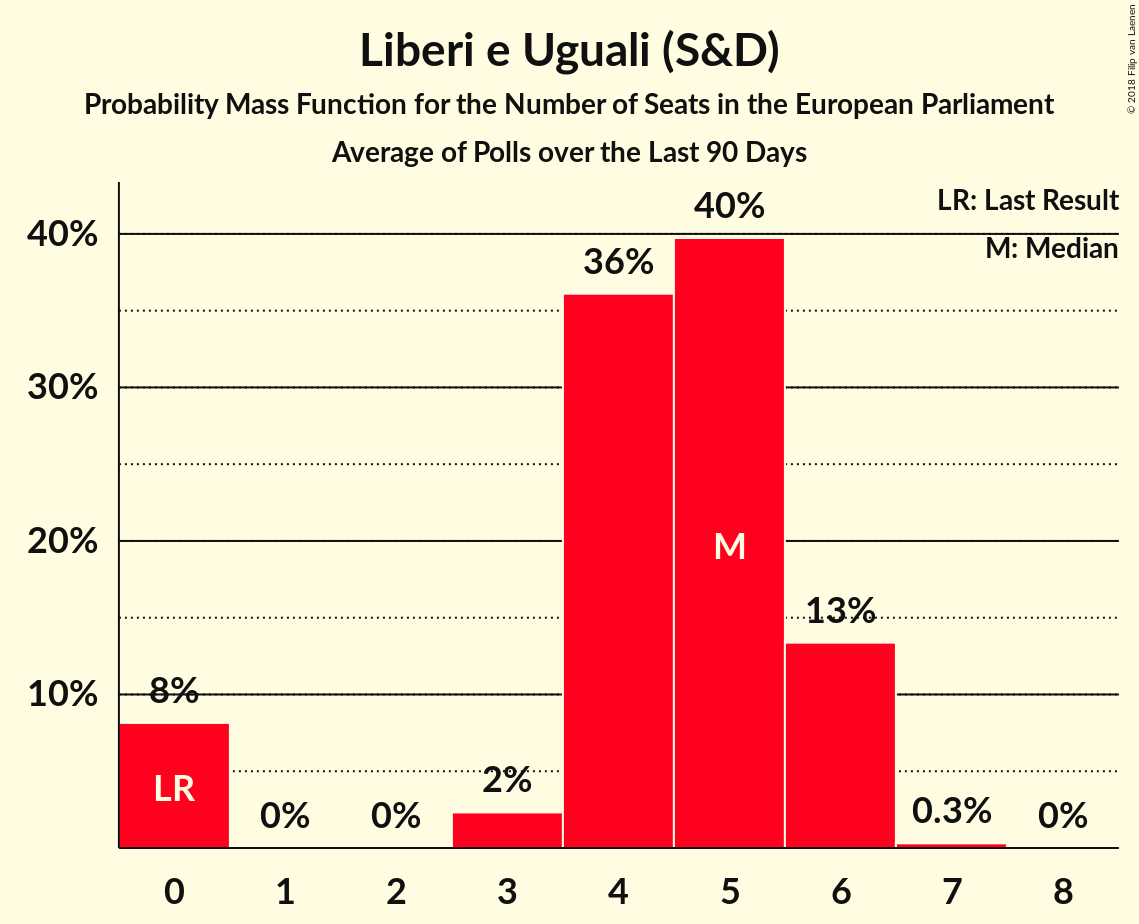 Liberi e Uguali (S&D)
Probability Mass Function for the Number of Seats in the European Parliament
Average of Polls over the Last 90 Days
© 2018 Filip van Laenen
LR: Last Result
M: Median
40%
30%
20%
10%
8%
0%
0%
2%
36%
40%
13%
0.3%
0%
LR
M
0 1 2 3 4 5 6 7 8